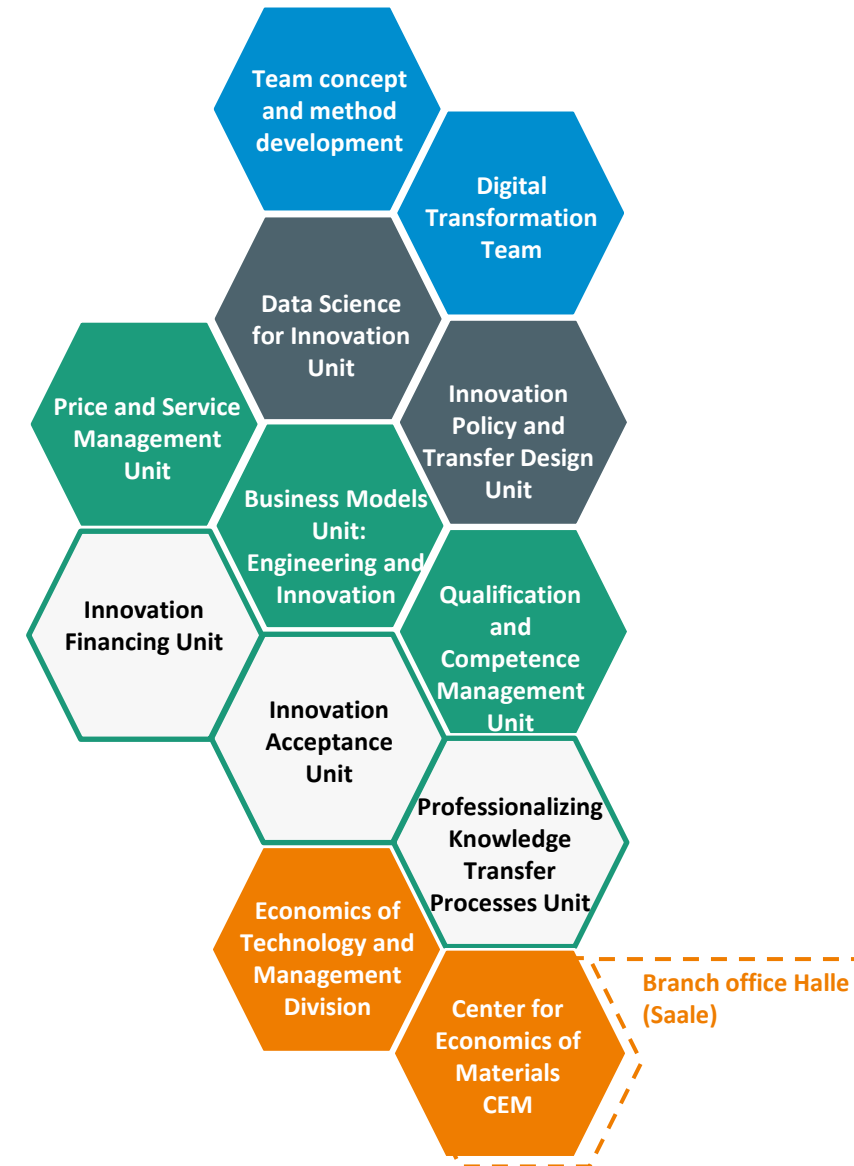 Team concept
and method
development
Digital
Transformation
Team
Data Science
for Innovation
Unit
Price and Service
Management
Unit
Innovation
Policy and
Transfer Design
Unit
Business Models
Unit:
Engineering and
Innovation
Innovation
Financing Unit
Qualification
and
Competence
Management
Unit
Innovation
Acceptance
Unit
Professionalizing
Knowledge
Transfer
Processes Unit
Economics of
Technology and
Management
Division
Center for
Economics of
Materials
CEM
Branch office Halle
(Saale)